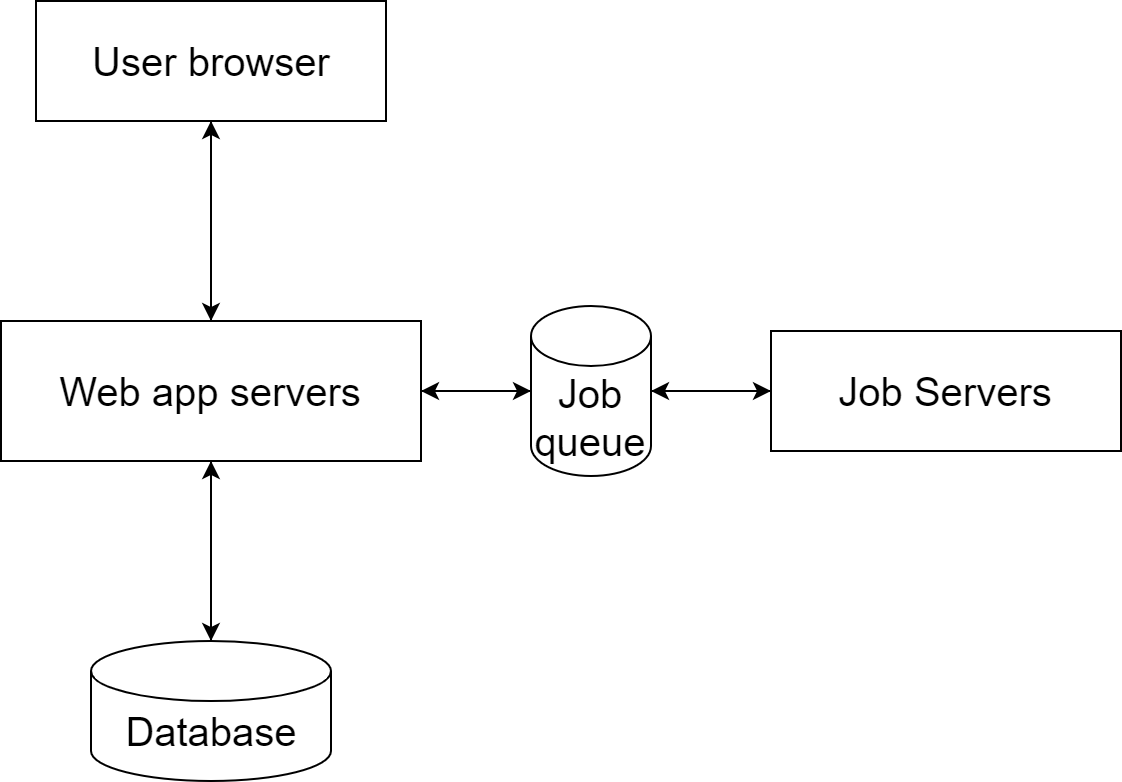 User browser
Web app servers
Job
queue
Job Servers
Database